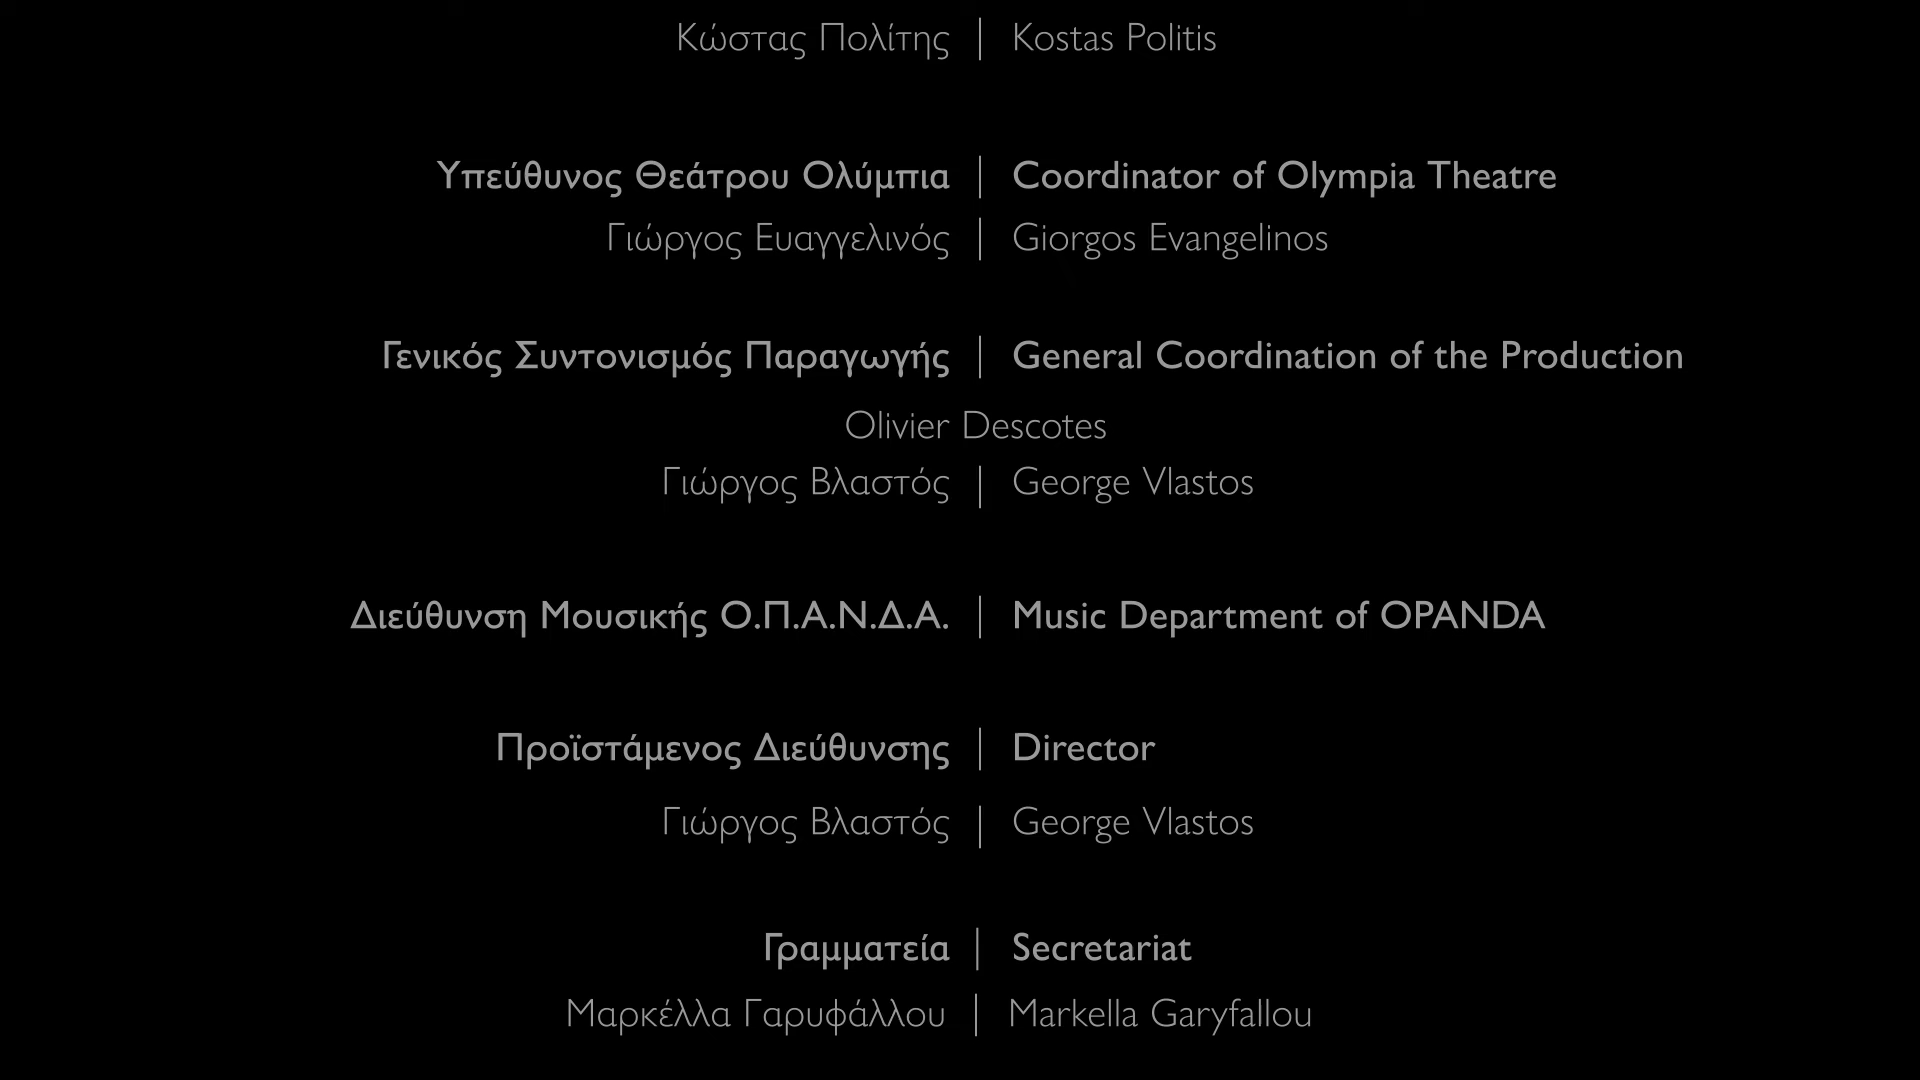 Κώστας Πολίτης | Kostas Politis
Υπεύθυνος Θεάτρου Ολύμπια | Coordinator of Olympia Theatre
Γιώργος Ευαγγελινός | Giorgos Evangelinos
Γενικός Συντονισμός Παραγωγής | General Coordination of the Production
Olivier Descotes
Γιώργος Βλαστός | George Vlastos
Διεύθυνση Μουσικής Ο.Π.Α.Ν.Δ.Α. | Music Department of OPANDA
Προϊστάμενος Διεύθυνσης | Director
Γιώργος Βλαστός | George Vlastos
Γραμματεία | Secretariat
Μαρκέλλα Γαρυφάλλου | Markella Garyfallou